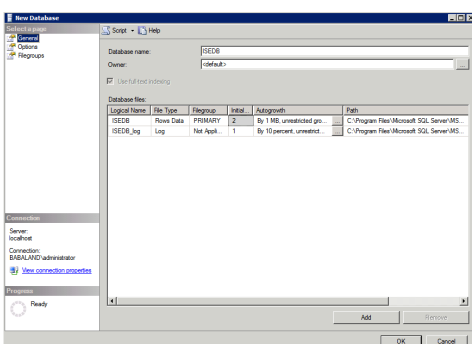 New Database
Select a page
General
Options
Filegroups
Script Help
Database name: ISEDB
Owner: <default> ...
Use full-text indexing
Database files:
Logical Name File Type Filegroup Initial... Autogrowth Path
ISEDB Rows Data PRIMARY 2 By 1 MB, unrestricted gro... ... C:\Program Files\Microsoft SQL Server\MS...
ISEDB_log Log Not Appli... 1 By 10 percent, unrestrict... ... C:\Program Files\Microsoft SQL Server\MS...
Connection
Server:
localhost
Connection:
BABALAND\administrator
View connection properties
Progress
Ready
Add Remove
OK Cancel